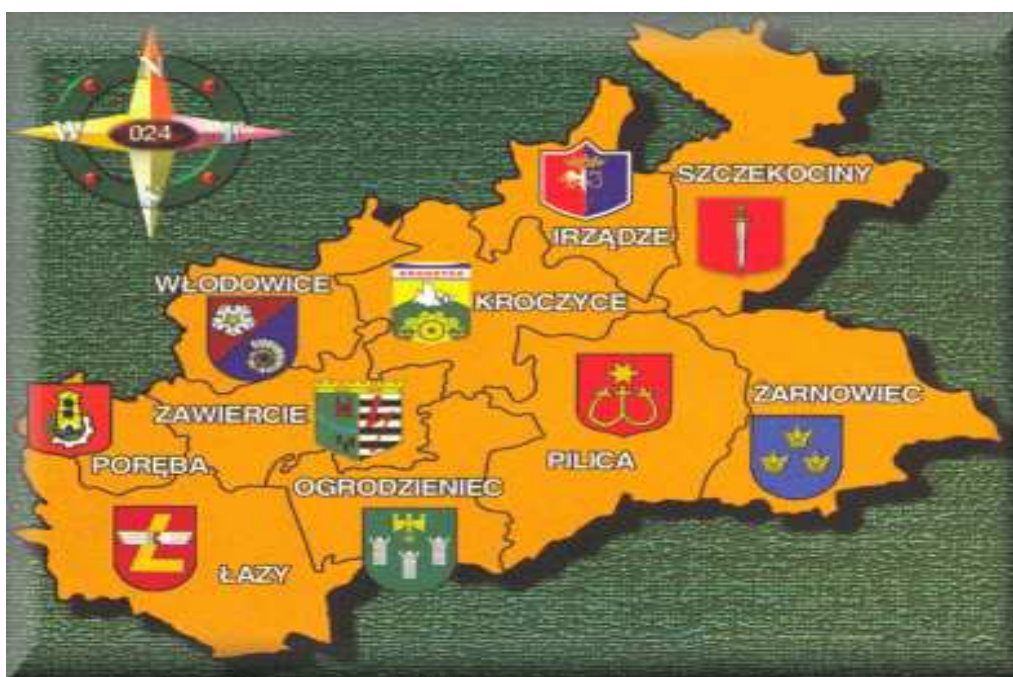 N
W
024
SZCZEKOCINY
IRZĄDZE
WŁODOWICE
KROCZYCE
ZAWIERCIE
ŻARNOWIEC
PORĘBA
PILICA
OGRODZIENIEC
ŁAZY